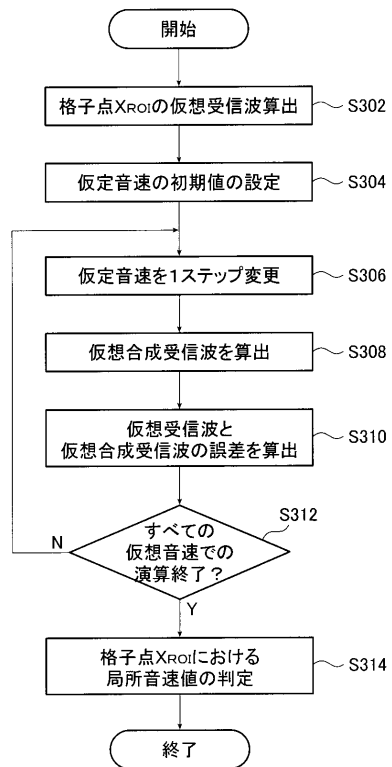 開始
格子点XROIの仮想受信波算出
S302
仮定音速の初期値の設定
S304
仮定音速を1ステップ変更
S306
仮想合成受信波を算出
S308
仮想受信波と
仮想合成受信波の誤差を算出
S310
すべての
仮想音速での
演算終了?
S312
N
Y
格子点XROIにおける
局所音速値の判定
S314
終了